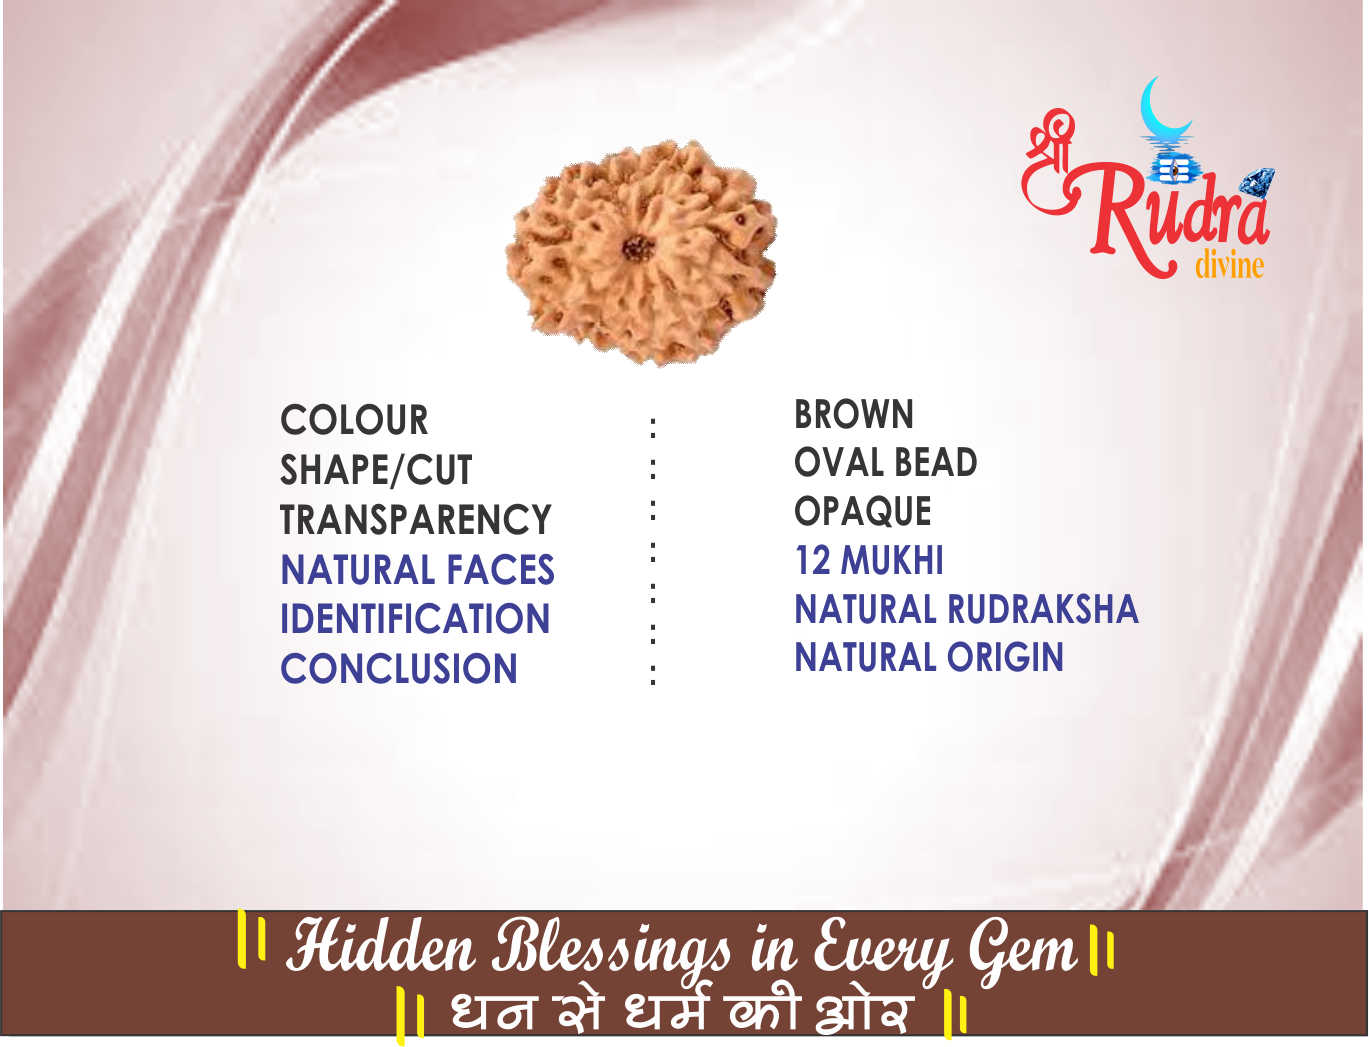 श्री
Rudra
divine
COLOUR : BROWN
SHAPE/CUT : OVAL BEAD
TRANSPARENCY : OPAQUE
NATURAL FACES : 12 MUKHI
IDENTIFICATION : NATURAL RUDRAKSHA
CONCLUSION : NATURAL ORIGIN
:
॥ Hidden Blessings in Every Gem ॥
॥ धन से धर्म की ओर ॥